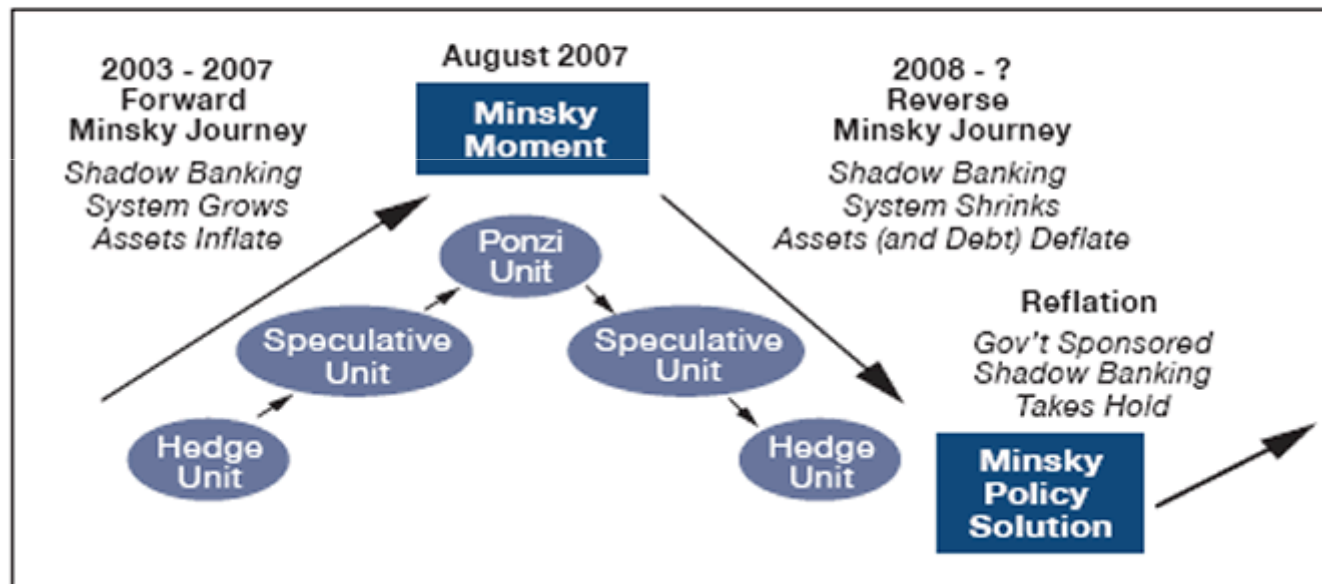 2003 - 2007
Forward
Minsky Journey
Shadow Banking
System Grows
Assets Inflate
August 2007
Minsky
Moment
2008 - ?
Reverse
Minsky Journey
Shadow Banking
System Shrinks
Assets (and Debt) Deflate
Ponzi
Unit
Speculative
Unit
Speculative
Unit
Hedge
Unit
Hedge
Unit
Reflation
Gov't Sponsored
Shadow Banking
Takes Hold
Minsky
Policy
Solution